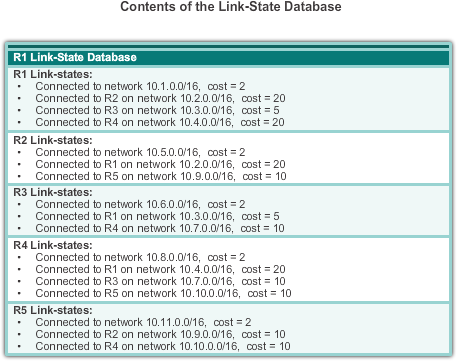 Contents of the Link-State Database
R1 Link-State Database
R1 Link-states:
• Connected to network 10.1.0.0/16, cost = 2
• Connected to R2 on network 10.2.0.0/16, cost = 20
• Connected to R3 on network 10.3.0.0/16, cost = 5
• Connected to R4 on network 10.4.0.0/16, cost = 20
R2 Link-states:
• Connected to network 10.5.0.0/16, cost = 2
• Connected to R1 on network 10.2.0.0/16, cost = 20
• Connected to R5 on network 10.9.0.0/16, cost = 10
R3 Link-states:
• Connected to network 10.6.0.0/16, cost = 2
• Connected to R1 on network 10.3.0.0/16, cost = 5
• Connected to R4 on network 10.7.0.0/16, cost = 10
R4 Link-states:
• Connected to network 10.8.0.0/16, cost = 2
• Connected to R1 on network 10.4.0.0/16, cost = 20
• Connected to R3 on network 10.7.0.0/16, cost = 10
• Connected to R5 on network 10.10.0.0/16, cost = 10
R5 Link-states:
• Connected to network 10.11.0.0/16, cost = 2
• Connected to R2 on network 10.9.0.0/16, cost = 10
• Connected to R4 on network 10.10.0.0/16, cost = 10